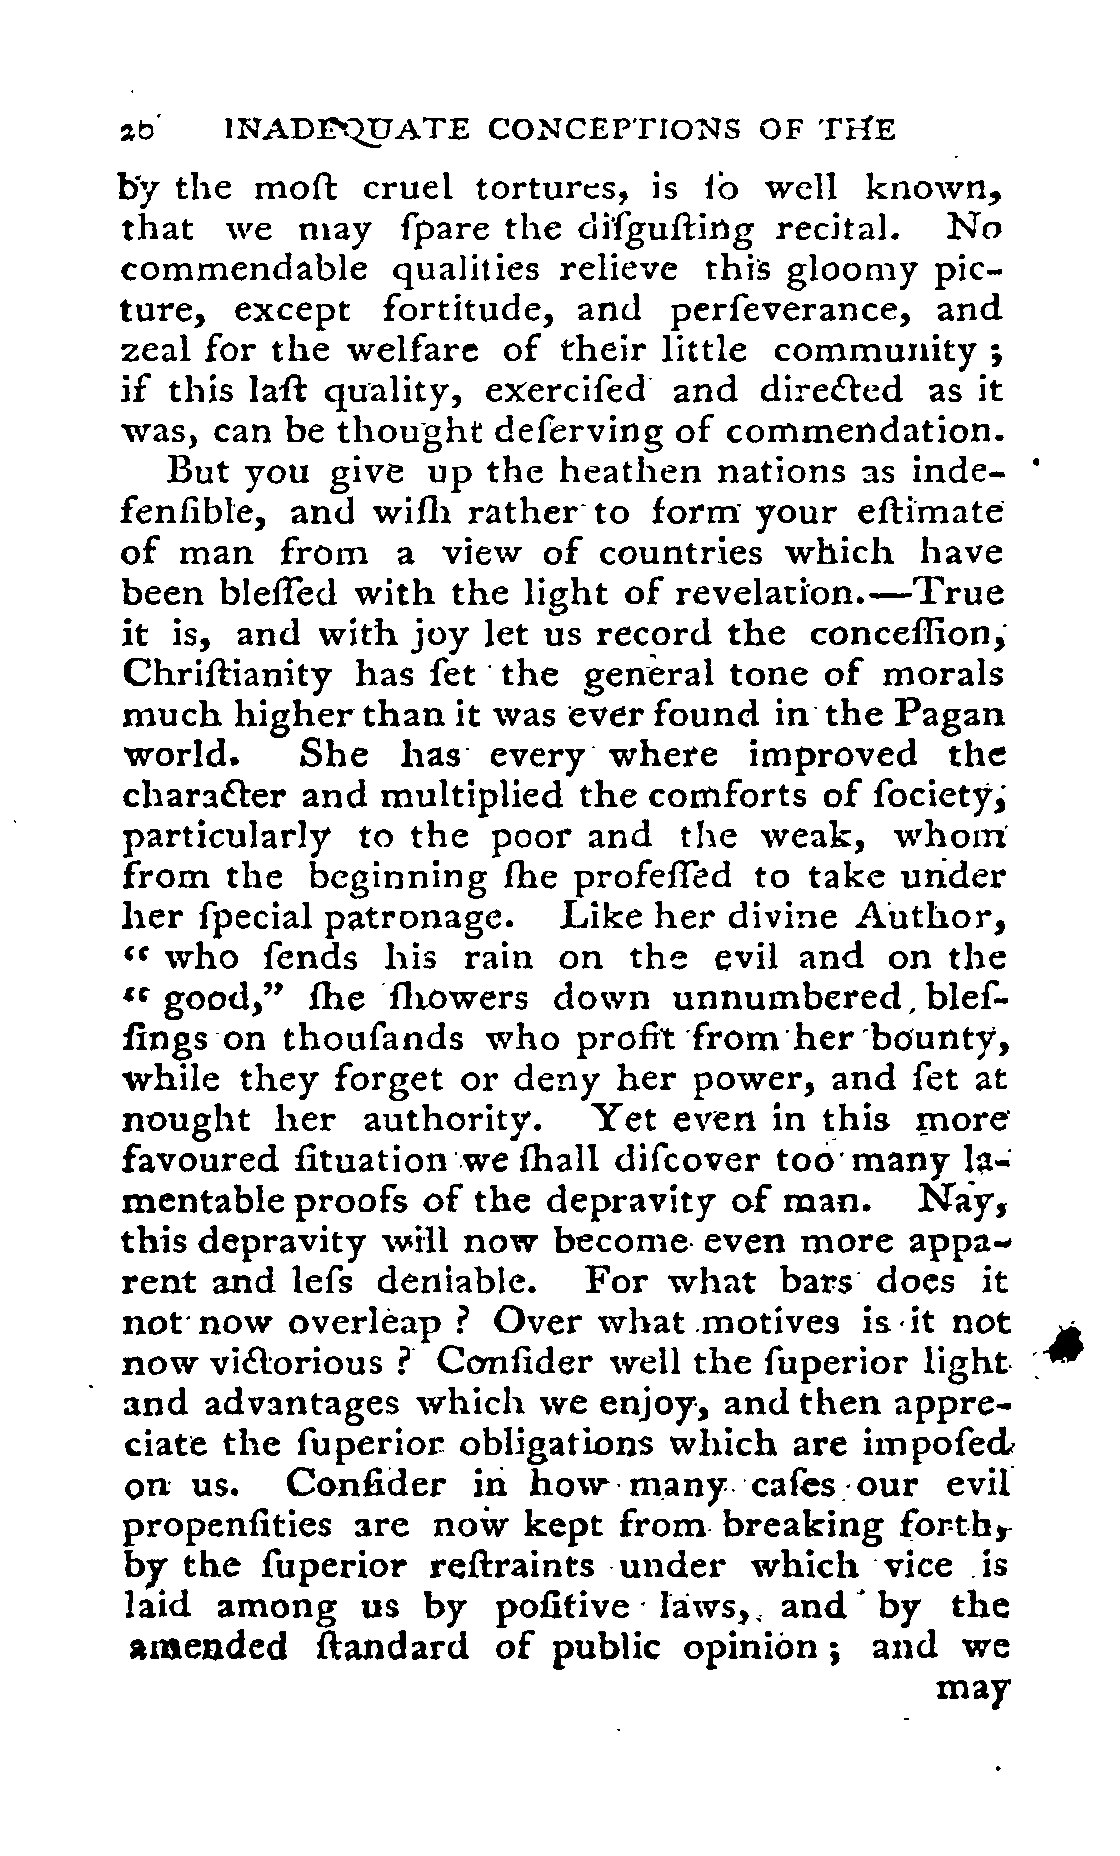 26 INADEQUATE CONCEPTIONS OF THE
by the moſt cruel tortures, is ſo well known,
that we may ſpare the diſguſting recital. No
commendable qualities relieve this gloomy pic-
ture, except fortitude, and perſeverance, and
zeal for the welfare of their little community ;
if this laſt quality, exerciſed and directed as it
was, can be thought deſerving of commendation.
But you give up the heathen nations as inde-
fenſible, and wiſh rather to form your eſtimate
of man from a view of countries which have
been bleſſed with the light of revelation.—True
it is, and with joy let us record the conceſſion,
Chriſtianity has ſet the general tone of morals
much higher than it was ever found in the Pagan
world. She has every where improved the
character and multiplied the comforts of ſociety,
particularly to the poor and the weak, whom
from the beginning ſhe profeſſed to take under
her ſpecial patronage. Like her divine Author,
“ who ſends his rain on the evil and on the
“ good,” ſhe ſhowers down unnumbered bleſ-
ſings on thouſands who profit from her bounty,
while they forget or deny her power, and ſet at
nought her authority. Yet even in this more
favoured ſituation we ſhall diſcover too many la-
mentable proofs of the depravity of man. Nay,
this depravity will now become even more appa-
rent and leſs deniable. For what bars does it
not now overleap ? Over what motives is it not
now victorious ? Conſider well the ſuperior light
and advantages which we enjoy, and then appre-
ciate the ſuperior obligations which are impoſed
on us. Conſider in how many caſes our evil
propenſities are now kept from breaking forth,
by the ſuperior reſtraints under which vice is
laid among us by poſitive laws, and by the
amended ſtandard of public opinion ; and we
may